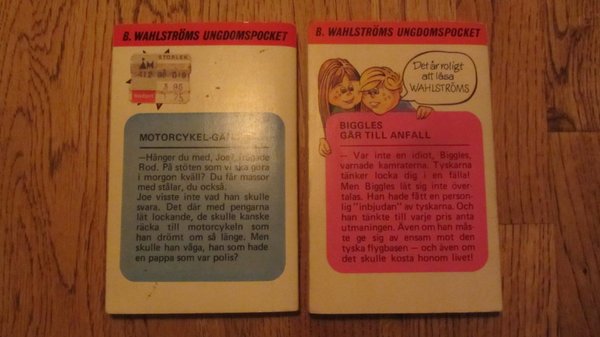 B. WAHLSTRÖMS UNGDOMSPOCKET
STORLEK
ÅM
MOTORCYKEL-
—Hänger du med, Joe? frågade
Rod. På stöten som vi ska göra
i morgon kväll? Du får massor
med stålar, du också.
Joe visste inte vad han skulle
svara. Det där med pengarna
lät lockande, de skulle kanske
räcka till motorcykeln som
han drömt om så länge. Men
skulle han våga, han som hade
en pappa som var polis?
B. WAHLSTRÖMS UNGDOMSPOCKET
Det är roligt
att läsa
WAHLSTRÖMS
BIGGLES
GÅR TILL ANFALL
— Var inte en idiot, Biggles,
varnade kamraterna. Tyskarna
tänker locka dig i en fälla!
Men Biggles lät sig inte över-
talas. Han hade fått en person-
lig "inbjudan" av tyskarna. Och
han tänkte till varje pris anta
utmaningen. Även om han mås-
te ge sig av ensam mot den
tyska flygbasen — och även om
det skulle kosta honom livet!